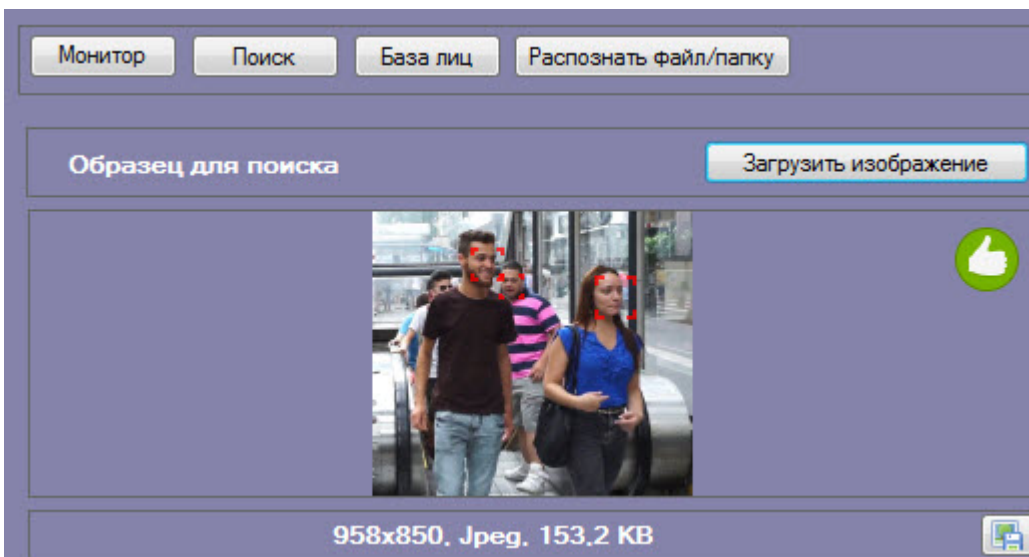 Монитор Поиск База лиц Распознать файл/папку
Образец для поиска Загрузить изображение
958x850, Jpeg, 153,2 KB